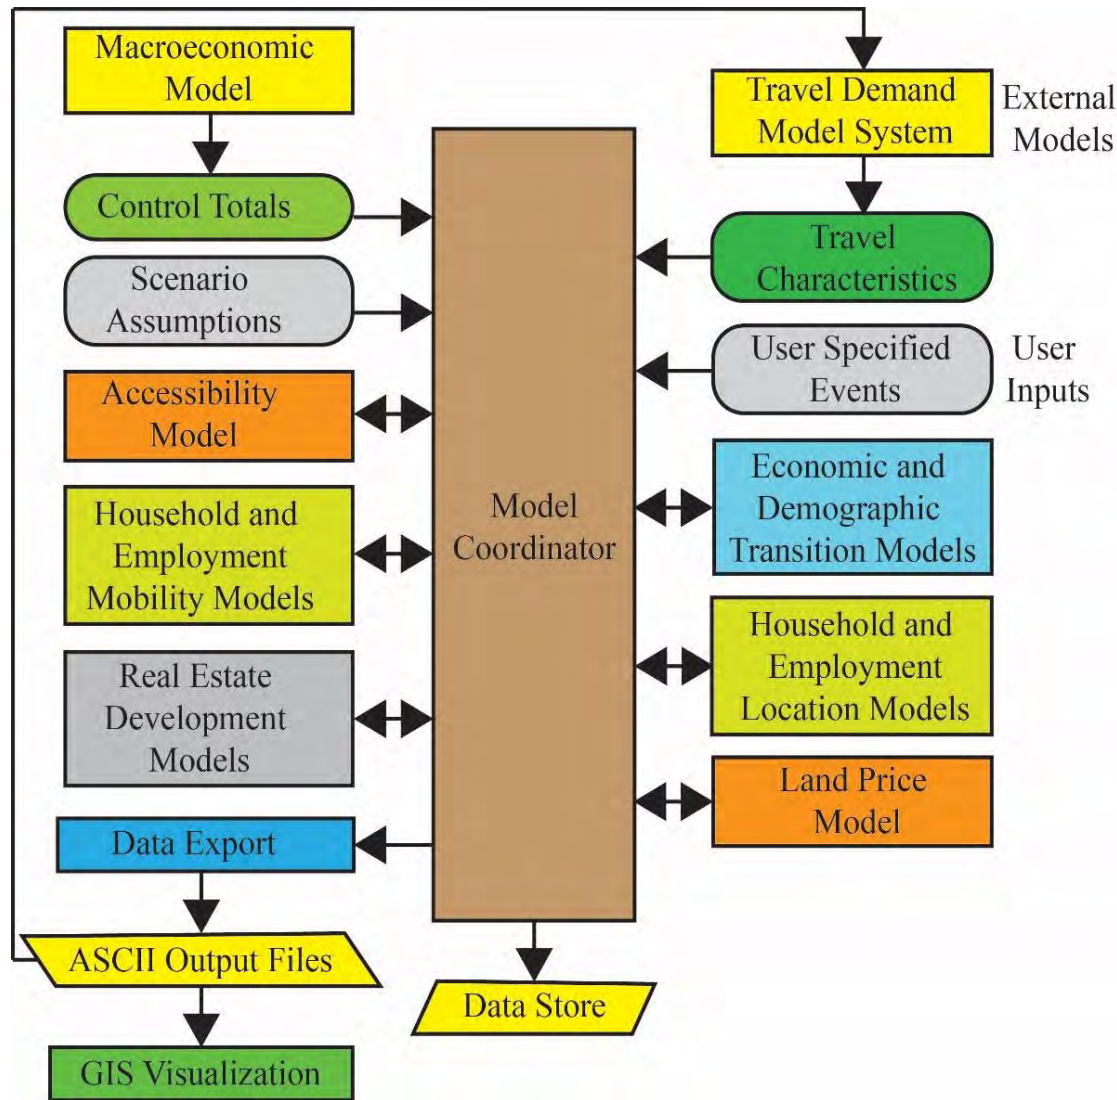 Macroeconomic
Model
Travel Demand
Model System
External
Models
Control Totals
Travel
Characteristics
Scenario
Assumptions
User Specified
Events
User
Inputs
Accessibility
Model
Economic and
Demographic
Transition Models
Household and
Employment
Mobility Models
Model
Coordinator
Household and
Employment
Location Models
Real Estate
Development
Models
Land Price
Model
Data Export
ASCII Output Files
Data Store
GIS Visualization